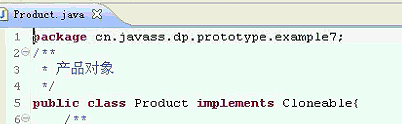 Product.java
1 package cn.javass.dp.prototype.example7;
2 /**
3 * 产品对象
4 */
5 public class Product implements Cloneable{
6 /**